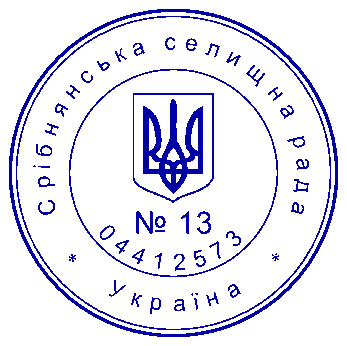 Срібнянська селищна рада
№ 13
04412573
* Україна *